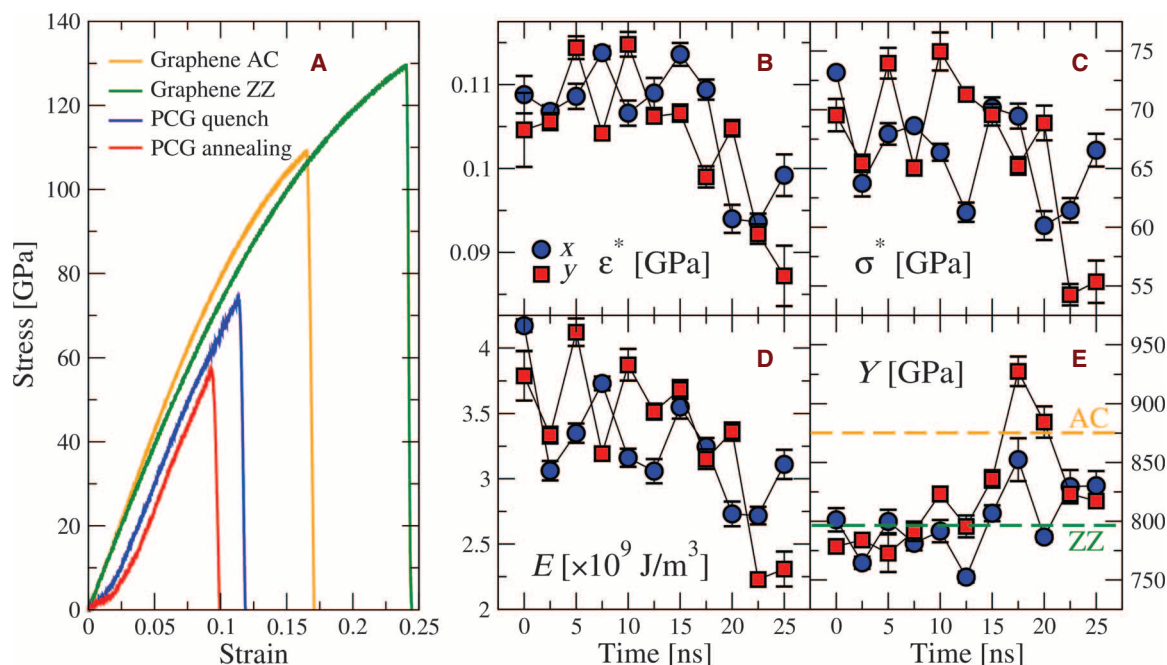 A
Graphene AC
Graphene ZZ
PCG quench
PCG annealing
Stress [GPa]
140
120
100
80
60
40
20
0
0 0.05 0.1 0.15 0.2 0.25
Strain
B
0.11
0.1
0.09
x
y
ε* [GPa]
C
75
70
65
60
55
σ* [GPa]
D
4
3.5
3
2.5
2
E [×10⁹ J/m³]
0 5 10 15 20 25
Time [ns]
E
Y [GPa]
950
925
900
875
850
825
800
775
750
AC
ZZ
0 5 10 15 20 25
Time [ns]